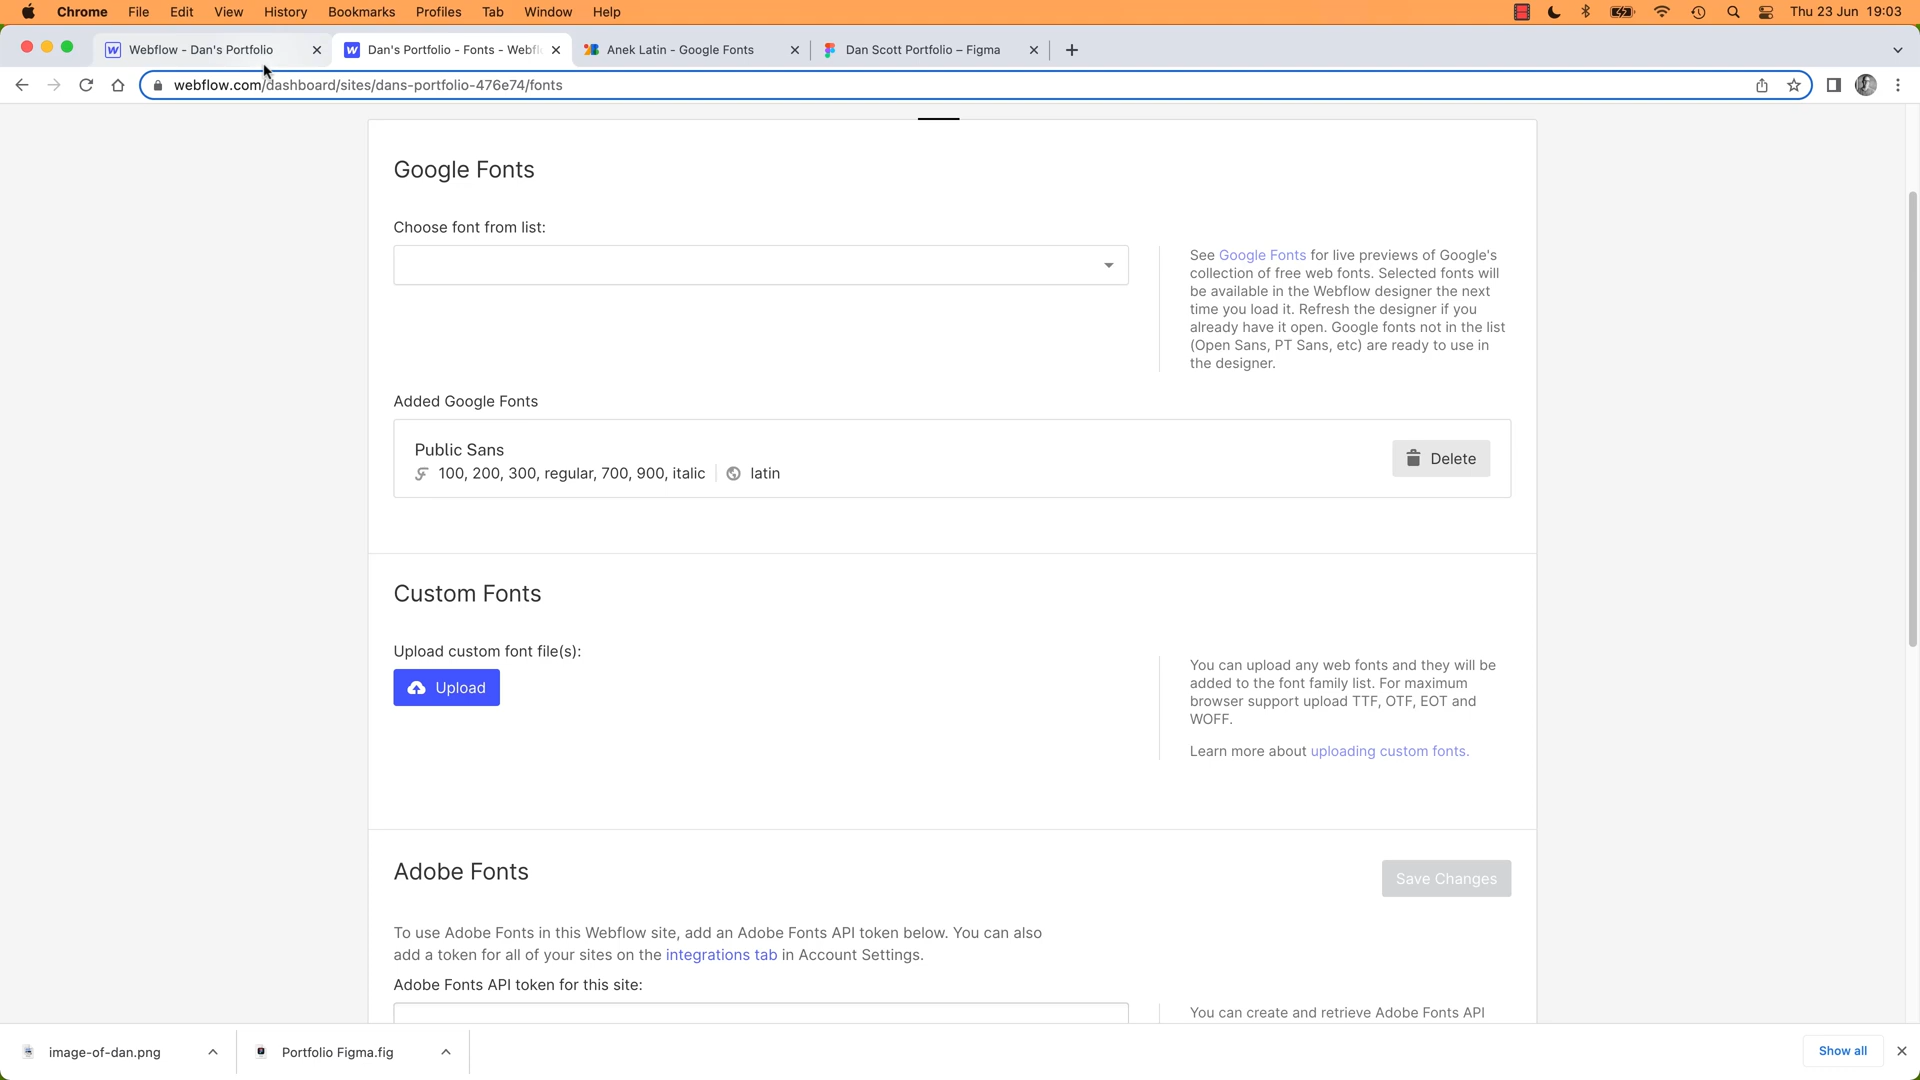 Chrome File Edit View History Bookmarks Profiles Tab Window Help Thu 23 Jun 19:03
Webflow - Dan's Portfolio
Dan's Portfolio - Fonts - Webfl
Anek Latin - Google Fonts
Dan Scott Portfolio – Figma
webflow.com/dashboard/sites/dans-portfolio-476e74/fonts
Google Fonts
Choose font from list:
See Google Fonts for live previews of Google's
collection of free web fonts. Selected fonts will
be available in the Webflow designer the next
time you load it. Refresh the designer if you
already have it open. Google fonts not in the list
(Open Sans, PT Sans, etc) are ready to use in
the designer.
Added Google Fonts
Public Sans
100, 200, 300, regular, 700, 900, italic latin
Delete
Custom Fonts
Upload custom font file(s):
Upload
You can upload any web fonts and they will be
added to the font family list. For maximum
browser support upload TTF, OTF, EOT and
WOFF.
Learn more about uploading custom fonts.
Adobe Fonts
Save Changes
To use Adobe Fonts in this Webflow site, add an Adobe Fonts API token below. You can also
add a token for all of your sites on the integrations tab in Account Settings.
Adobe Fonts API token for this site:
You can create and retrieve Adobe Fonts API
image-of-dan.png
Portfolio Figma.fig
Show all